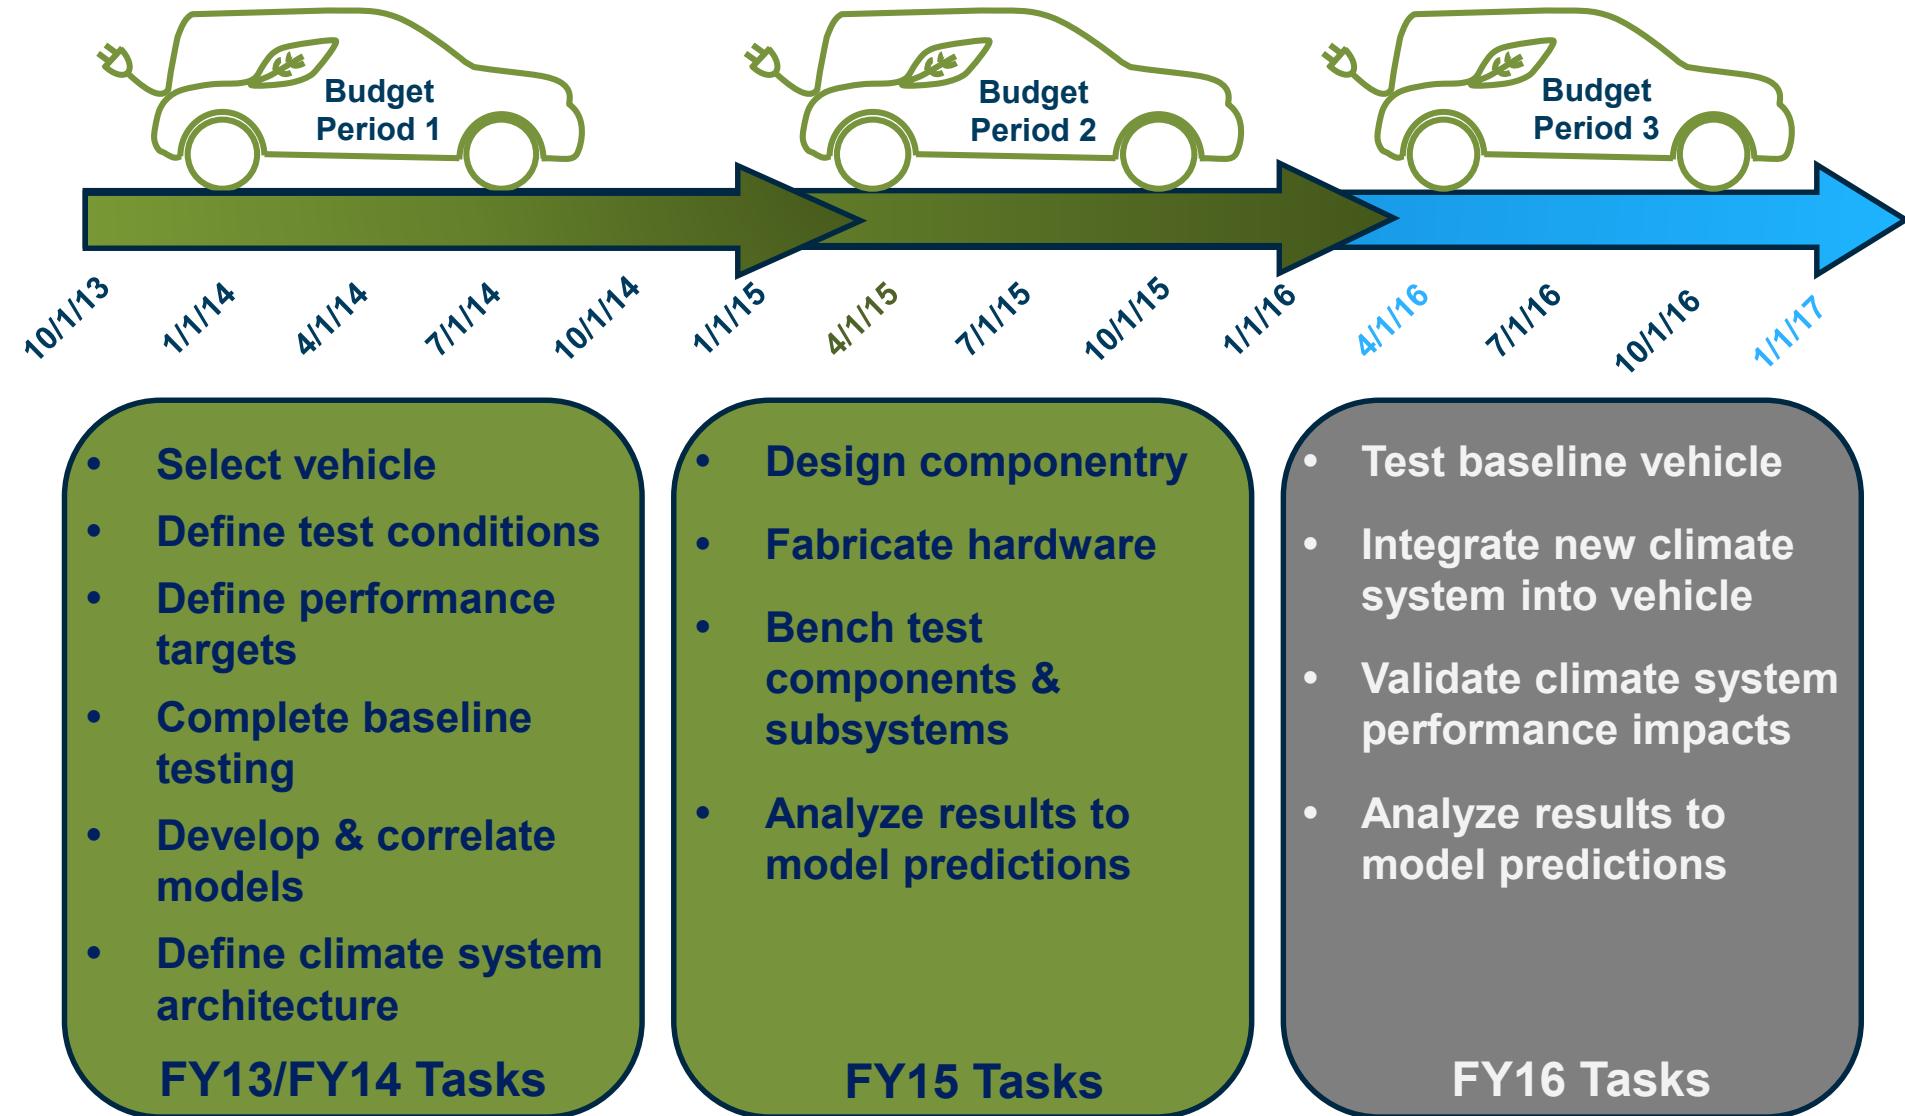 Budget
Period 1
Budget
Period 2
Budget
Period 3
10/1/13
1/1/14
4/1/14
7/1/14
10/1/14
1/1/15
4/1/15
7/1/15
10/1/15
1/1/16
4/1/16
7/1/16
10/1/16
1/1/17
• Select vehicle
• Define test conditions
• Define performance
targets
• Complete baseline
testing
• Develop & correlate
models
• Define climate system
architecture
FY13/FY14 Tasks
• Design componentry
• Fabricate hardware
• Bench test
components &
subsystems
• Analyze results to
model predictions
FY15 Tasks
• Test baseline vehicle
• Integrate new climate
system into vehicle
• Validate climate system
performance impacts
• Analyze results to
model predictions
FY16 Tasks